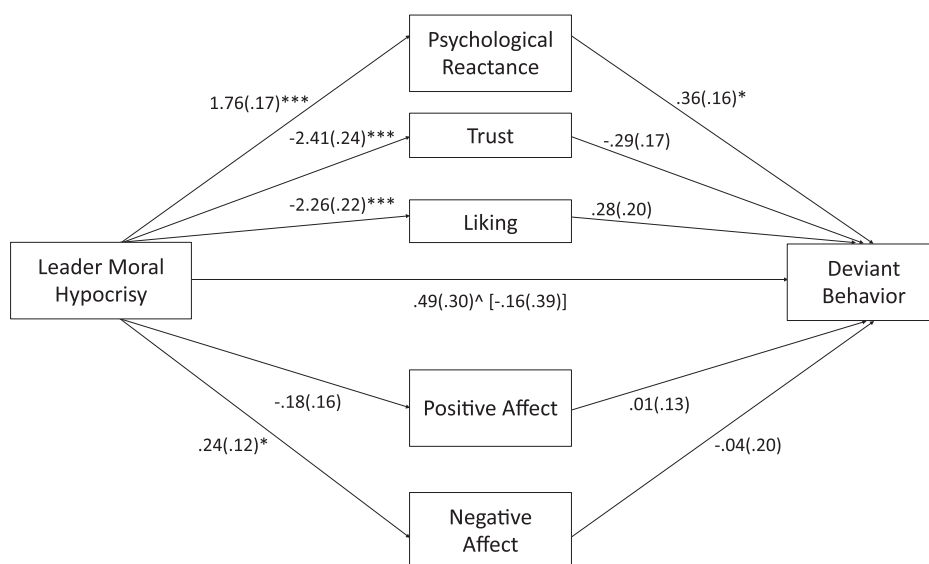 Psychological
Reactance
1.76(.17)***
.36(.16)*
-2.41(.24)***
Trust
-.29(.17)
-2.26(.22)***
Liking
.28(.20)
Leader Moral
Hypocrisy
Deviant
Behavior
.49(.30)^ [-.16(.39)]
-.18(.16)
Positive Affect
.01(.13)
.24(.12)*
-.04(.20)
Negative
Affect